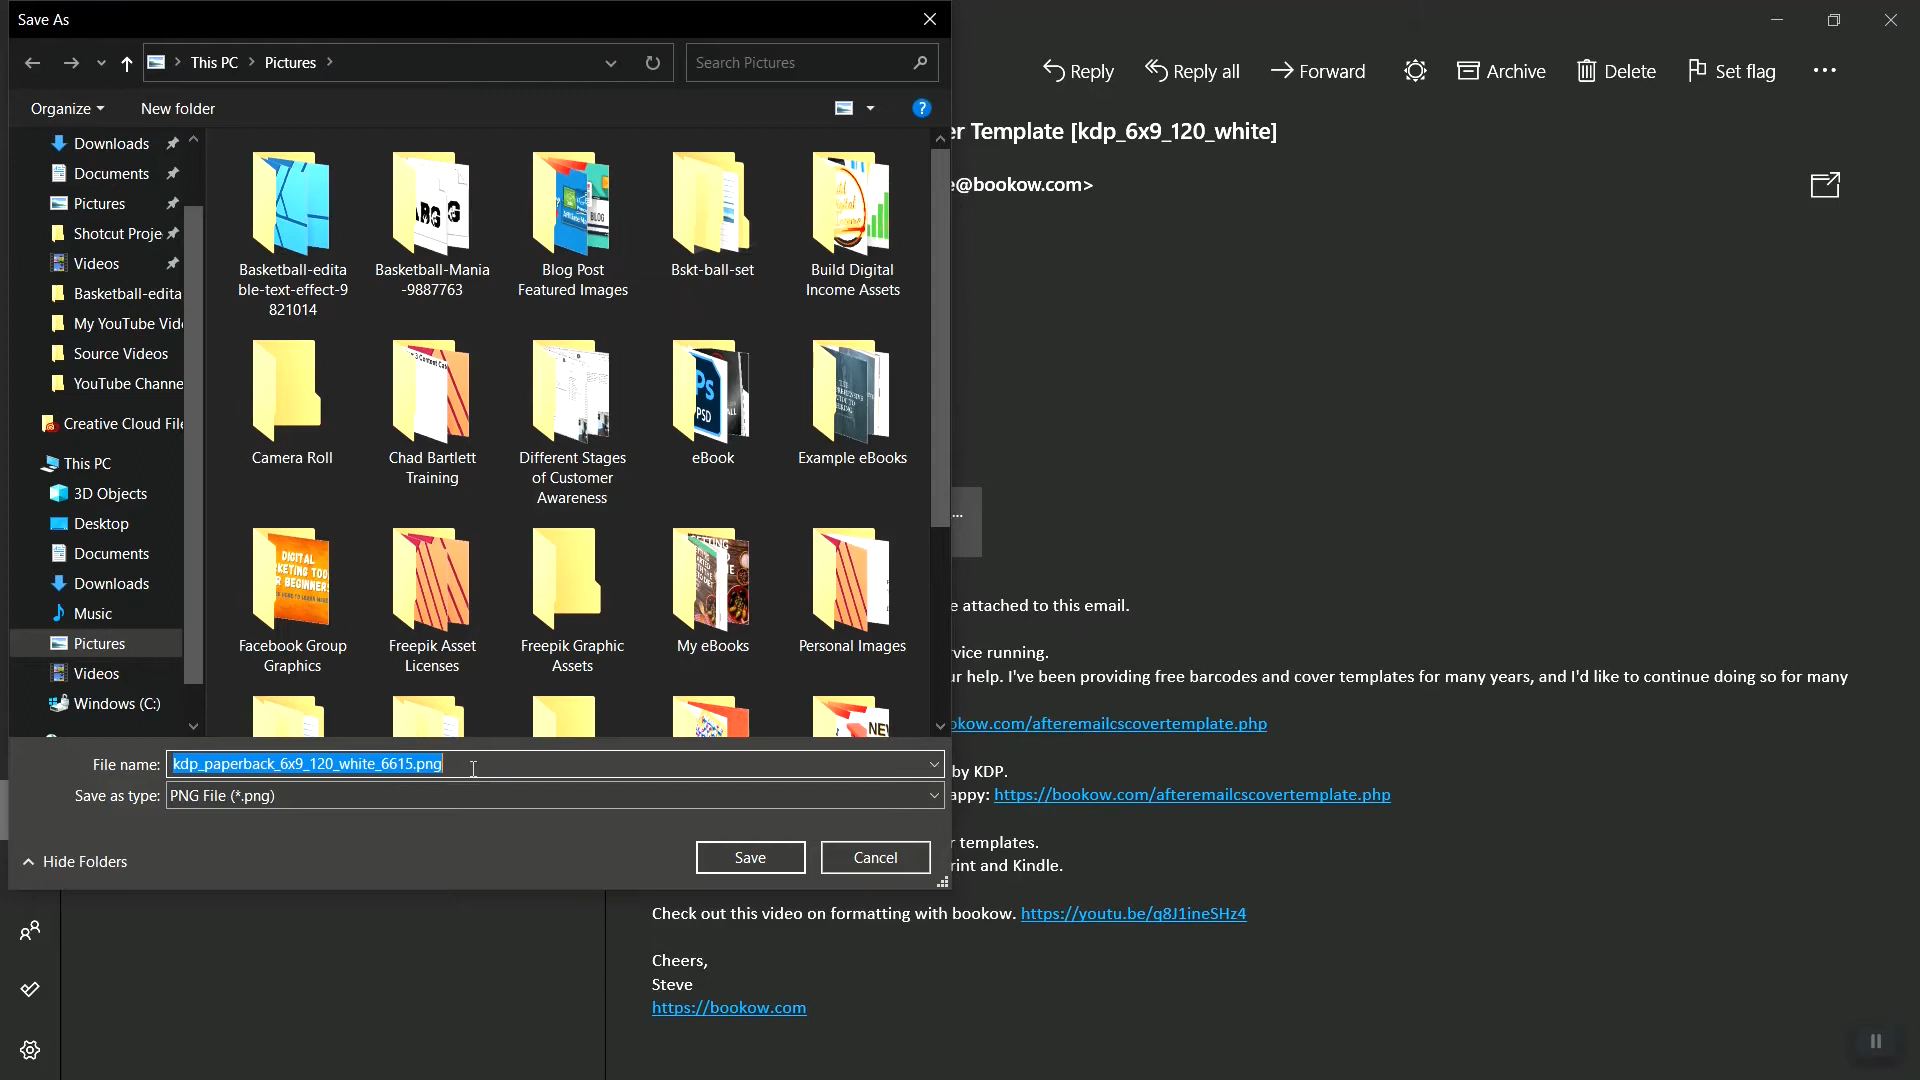 Save As
This PC
Pictures
Search Pictures
Organize
New folder
Downloads
Documents
Pictures
Shotcut Proje
Videos
Basketball-edita
My YouTube Vid
Source Videos
YouTube Channe
Creative Cloud File
This PC
3D Objects
Desktop
Documents
Downloads
Music
Pictures
Videos
Windows (C:)
Basketball-edita
ble-text-effect-9
821014
Basketball-Mania
-9887763
Blog Post
Featured Images
Bskt-ball-set
Build Digital
Income Assets
Camera Roll
Chad Bartlett
Training
Different Stages
of Customer
Awareness
eBook
Example eBooks
Facebook Group
Graphics
Freepik Asset
Licenses
Freepik Graphic
Assets
My eBooks
Personal Images
File name: kdp_paperback_6x9_120_white_6615.png
Save as type: PNG File (*.png)
Hide Folders
Save
Cancel
Reply
Reply all
Forward
Archive
Delete
Set flag
er Template [kdp_6x9_120_white]
e@bookow.com>
...
e attached to this email.
vice running.
ur help. I've been providing free barcodes and cover templates for many years, and I'd like to continue doing so for many
okow.com/afteremailcscovertemplate.php
by KDP.
appy: https://bookow.com/afteremailcscovertemplate.php
r templates.
rint and Kindle.
Check out this video on formatting with bookow. https://youtu.be/q8J1ineSHz4
Cheers,
Steve
https://bookow.com